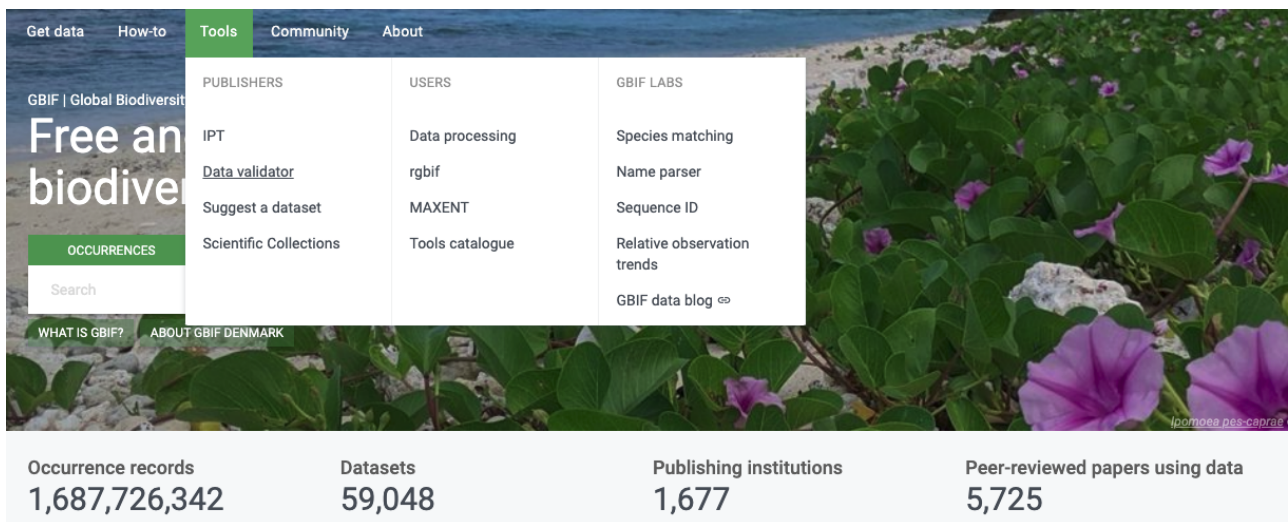 Get data How-to Tools Community About
PUBLISHERS
IPT
Data validator
Suggest a dataset
Scientific Collections
USERS
Data processing
rgbif
MAXENT
Tools catalogue
GBIF LABS
Species matching
Name parser
Sequence ID
Relative observation
trends
GBIF data blog
GBIF | Global Biodiversit
Free an
biodive
OCCURRENCES
Search
WHAT IS GBIF? ABOUT GBIF DENMARK
Ipomoea pes-caprae
Occurrence records
1,687,726,342
Datasets
59,048
Publishing institutions
1,677
Peer-reviewed papers using data
5,725